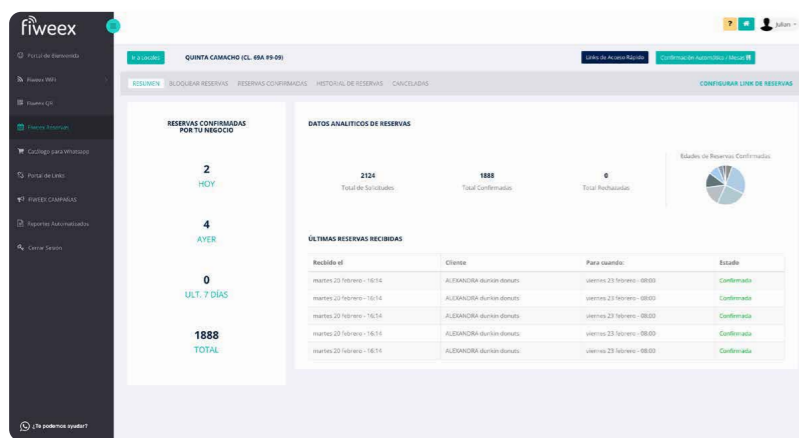 fiweex
? Julian
Portal de Bienvenida
Fiweex WiFi
Fiweex QR
Fiweex Reservas
Catálogo para Whatsapp
Portal de Links
FIWEEX CAMPAÑAS
Reportes Automatizados
Cerrar Sesión
¿Te podemos ayudar?
Ir a Locales
QUINTA CAMACHO (CL. 69A #9-09)
Links de Acceso Rápido
Confirmación Automática / Mesas
RESUMEN BLOQUEAR RESERVAS RESERVAS CONFIRMADAS HISTORIAL DE RESERVAS CANCELADAS
CONFIGURAR LINK DE RESERVAS
RESERVAS CONFIRMADAS
POR TU NEGOCIO
2
HOY
4
AYER
0
ULT. 7 DÍAS
1888
TOTAL
DATOS ANALITICOS DE RESERVAS
2124
Total de Solicitudes
1888
Total Confirmadas
0
Total Rechazadas
Edades de Reservas Confirmadas
ÚLTIMAS RESERVAS RECIBIDAS
Recbido el Cliente Para cuando: Estado
martes 20 febrero - 16:14 ALEXANDRA dunkin donuts viernes 23 febrero - 08:00 Confirmada
martes 20 febrero - 16:14 ALEXANDRA dunkin donuts viernes 23 febrero - 08:00 Confirmada
martes 20 febrero - 16:14 ALEXANDRA dunkin donuts viernes 23 febrero - 08:00 Confirmada
martes 20 febrero - 16:14 ALEXANDRA dunkin donuts viernes 23 febrero - 08:00 Confirmada
martes 20 febrero - 16:14 ALEXANDRA dunkin donuts viernes 23 febrero - 08:00 Confirmada